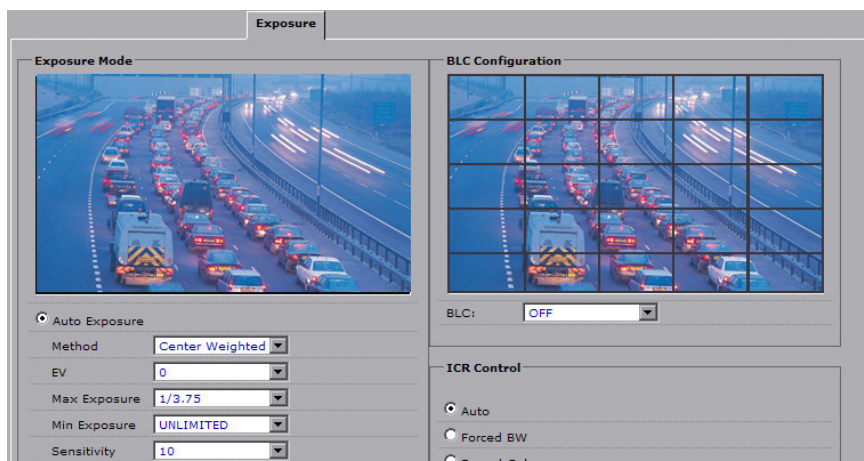 Exposure
Exposure Mode
Auto Exposure
Method Center Weighted
EV 0
Max Exposure 1/3.75
Min Exposure UNLIMITED
Sensitivity 10
BLC Configuration
BLC: OFF
ICR Control
Auto
Forced BW